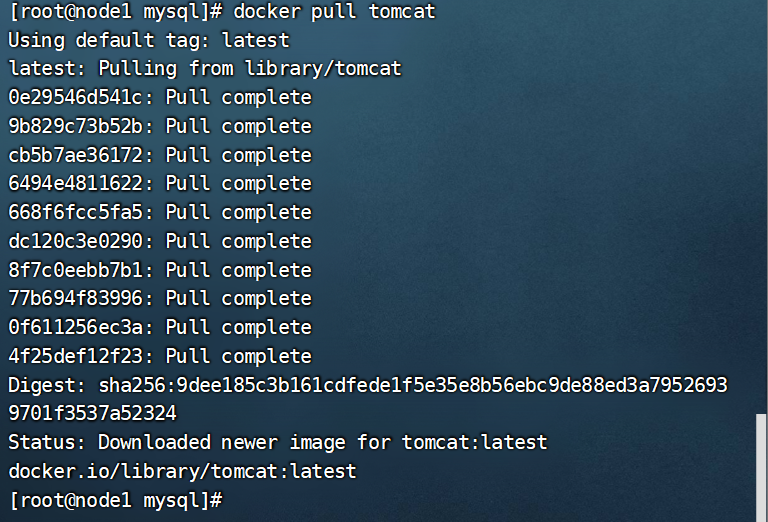 [root@node1 mysql]# docker pull tomcat
Using default tag: latest
latest: Pulling from library/tomcat
0e29546d541c: Pull complete
9b829c73b52b: Pull complete
cb5b7ae36172: Pull complete
6494e4811622: Pull complete
668f6fcc5fa5: Pull complete
dc120c3e0290: Pull complete
8f7c0eebb7b1: Pull complete
77b694f83996: Pull complete
0f611256ec3a: Pull complete
4f25def12f23: Pull complete
Digest: sha256:9dee185c3b161cdfede1f5e35e8b56ebc9de88ed3a7952693
9701f3537a52324
Status: Downloaded newer image for tomcat:latest
docker.io/library/tomcat:latest
[root@node1 mysql]#